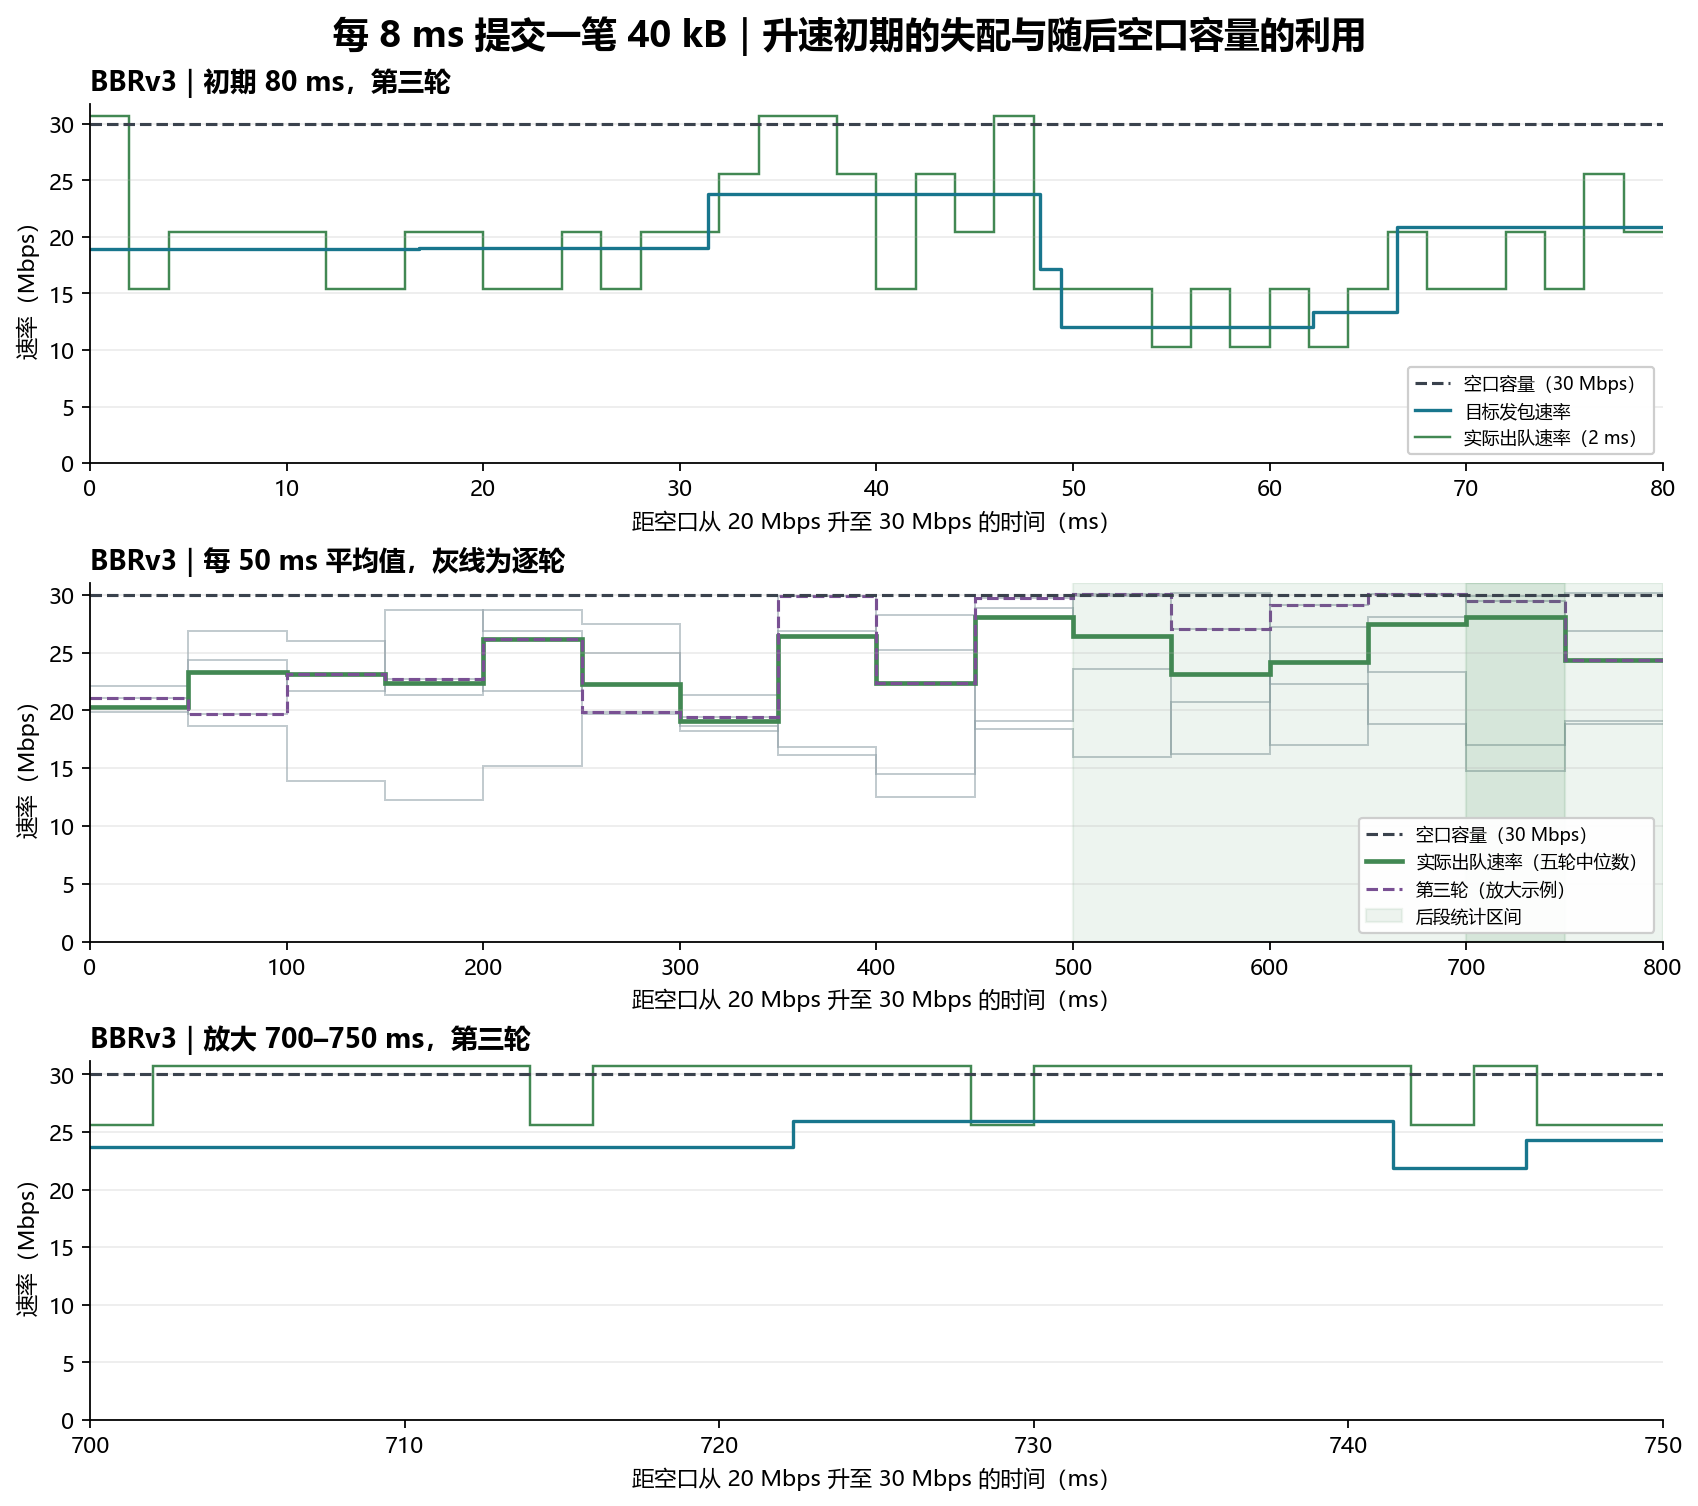 每 8 ms 提交一笔 40 kB | 升速初期的失配与随后空口容量的利用
BBRv3 | 初期 80 ms，第三轮
速率（Mbps）
30
25
20
15
10
5
0
空口容量（30 Mbps）
目标发包速率
实际出队速率（2 ms）
0 10 20 30 40 50 60 70 80
距空口从 20 Mbps 升至 30 Mbps 的时间（ms）
BBRv3 | 每 50 ms 平均值，灰线为逐轮
速率（Mbps）
30
25
20
15
10
5
0
空口容量（30 Mbps）
实际出队速率（五轮中位数）
第三轮（放大示例）
后段统计区间
0 100 200 300 400 500 600 700 800
距空口从 20 Mbps 升至 30 Mbps 的时间（ms）
BBRv3 | 放大 700–750 ms，第三轮
速率（Mbps）
30
25
20
15
10
5
0
700 710 720 730 740 750
距空口从 20 Mbps 升至 30 Mbps 的时间（ms）